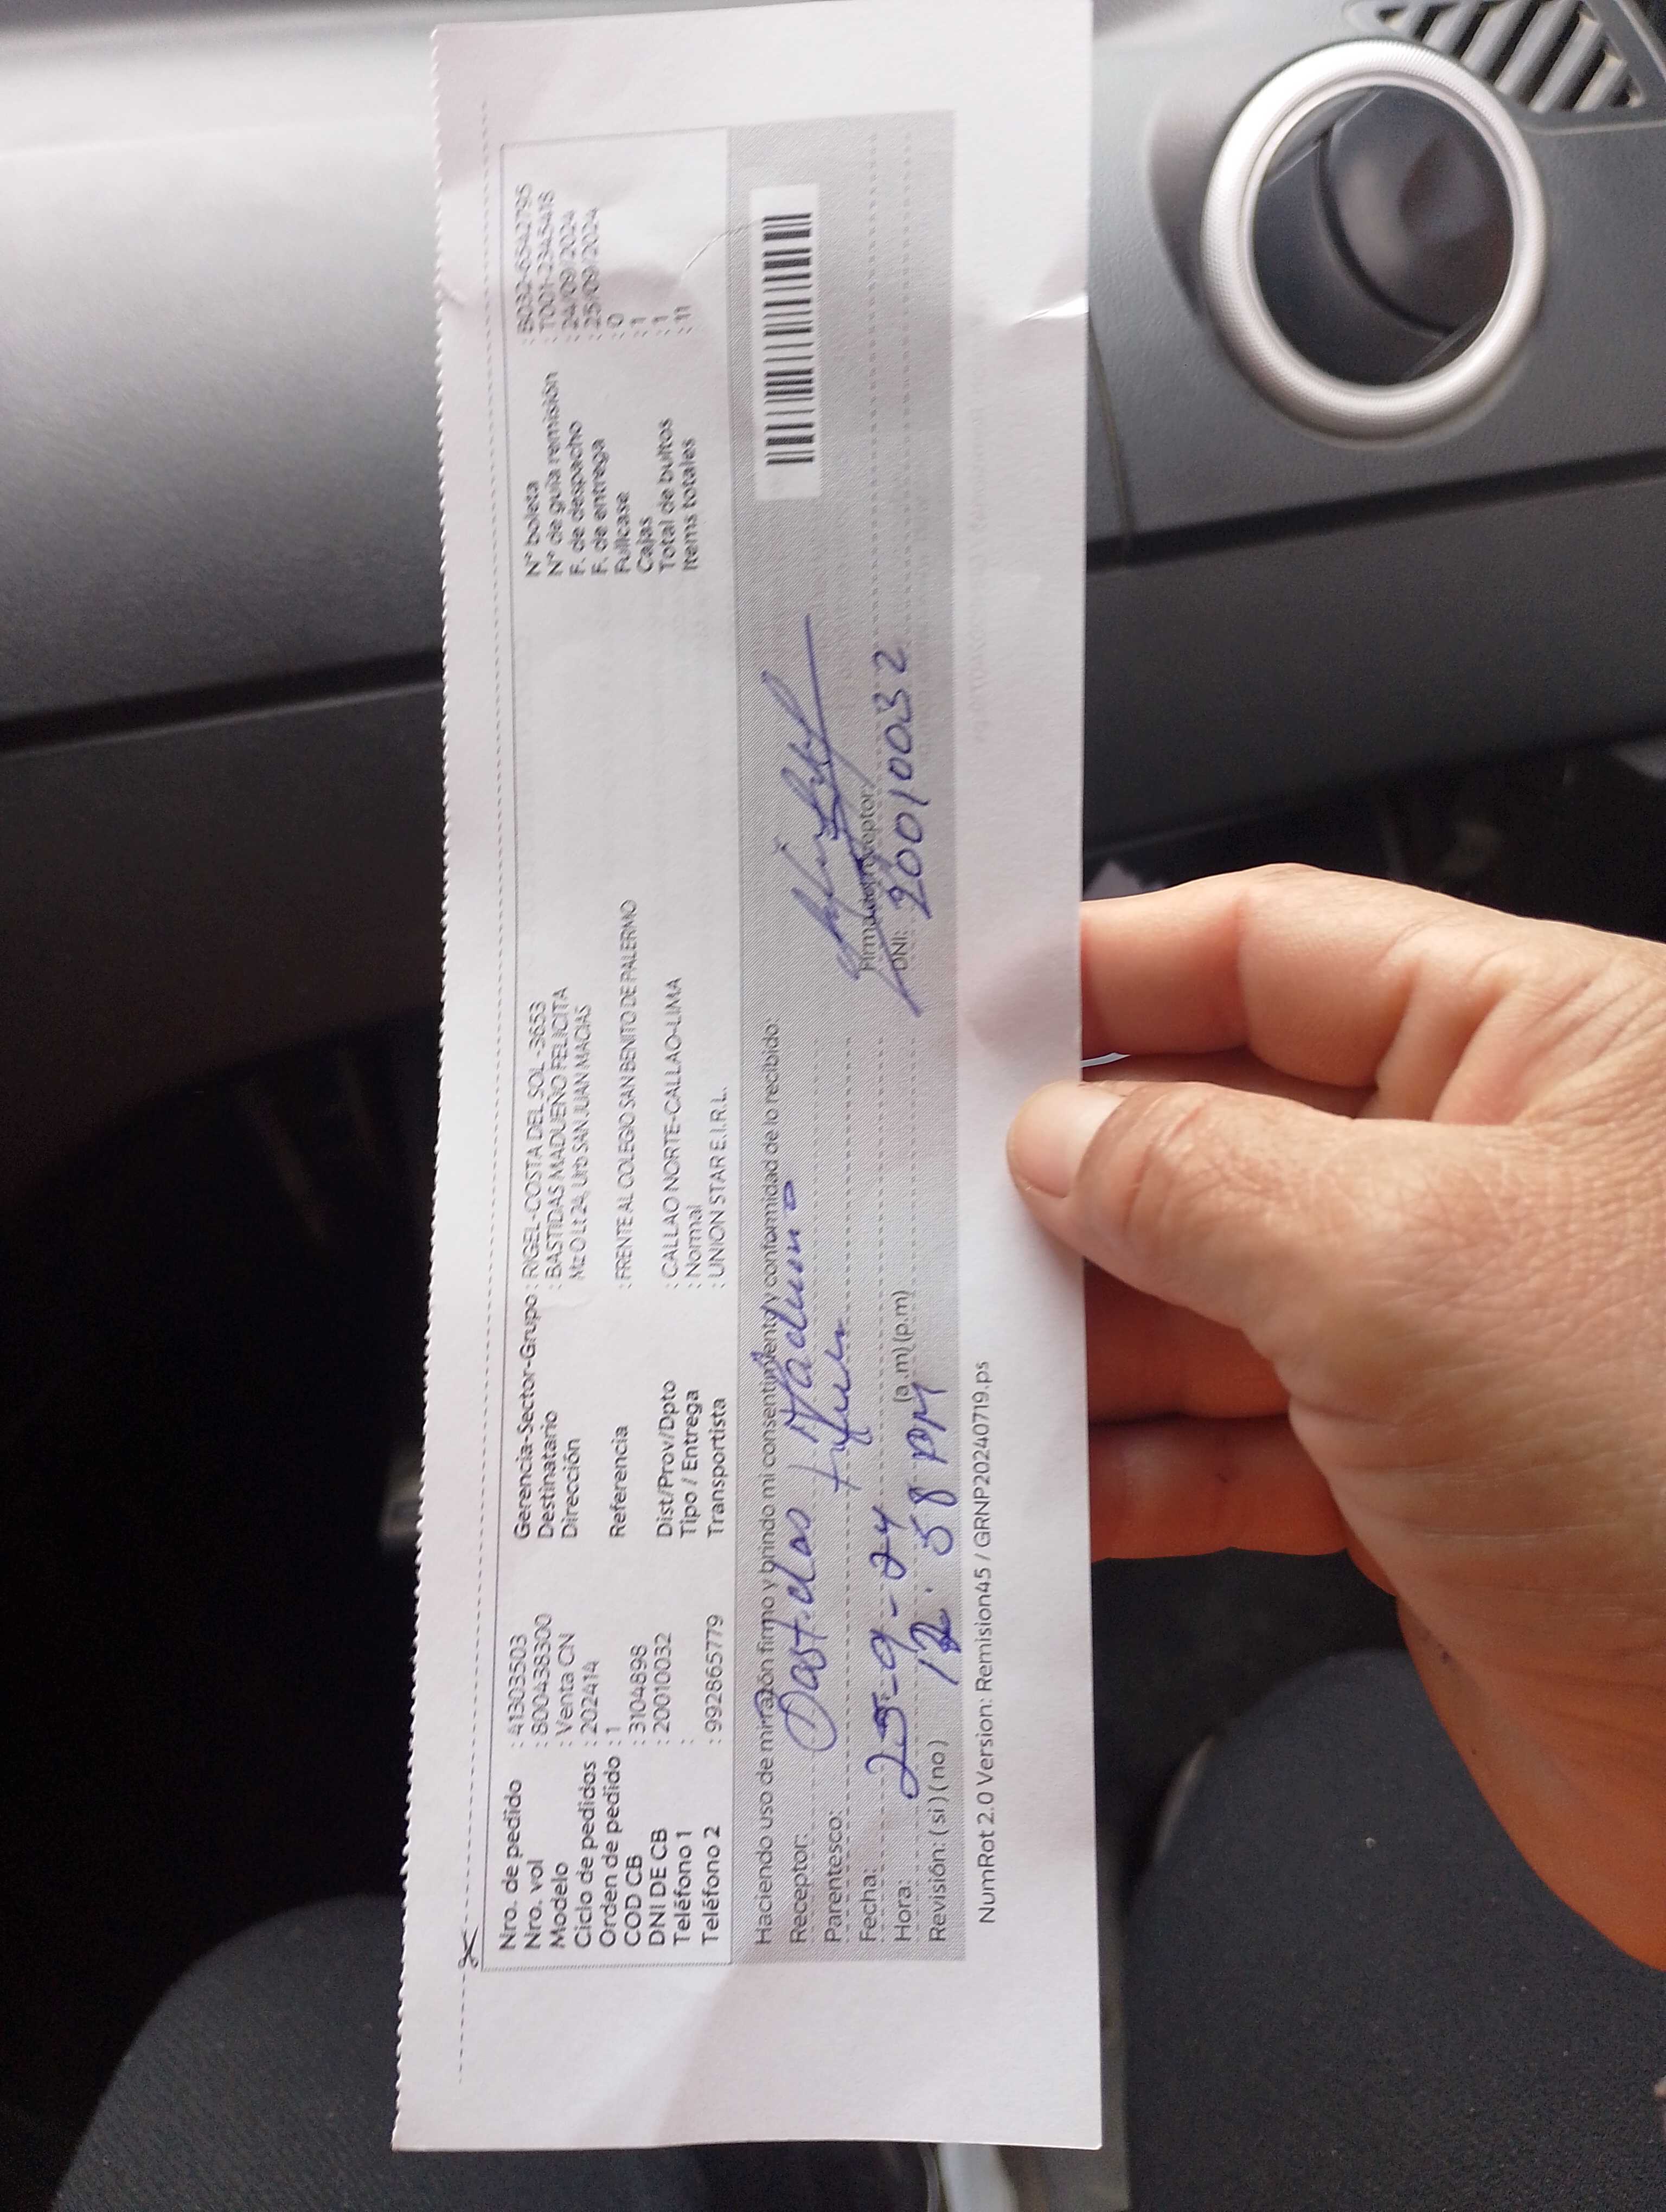 Nro. de pedido : 41303503
Nro. vol : 800438300
Modelo : Venta CN
Ciclo de pedidos : 202414
Orden de pedido : 1
COD CB : 3104898
DNI DE CB : 20010032
Teléfono 1 :
Teléfono 2 : 992865779
Gerencia-Sector-Grupo : RIGEL-COSTA DEL SOL -3653
Destinatario : BASTIDAS MADUEÑO FELICITA
Dirección Mz O Lt 24, Urb SAN JUAN MACIAS
Referencia : FRENTE AL COLEGIO SAN BENITO DE PALERMO
Dist/Prov/Dpto : CALLAO NORTE-CALLAO-LIMA
Tipo / Entrega : Normal
Transportista : UNION STAR E.I.R.L.
N° boleta : B032-6542795
N° de guía remisión : T001-2345418
F. de despacho : 24/09/2024
F. de entrega : 25/09/2024
Fullcase : 0
Cajas : 1
Total de bultos : 1
Items totales : 11
Haciendo uso de mi razón firmo y brindo mi consentimiento y conformidad de lo recibido:
Receptor: Bastidas Madueño
Parentesco:
Fecha: 25-9-24
Hora: 12:58 PM (a.m) (p.m)
Revisión: ( si ) ( no )
Firma del receptor:
DNI: 20010032
NumRot 2.0 Version: Remision45 / GRNP20240719.ps